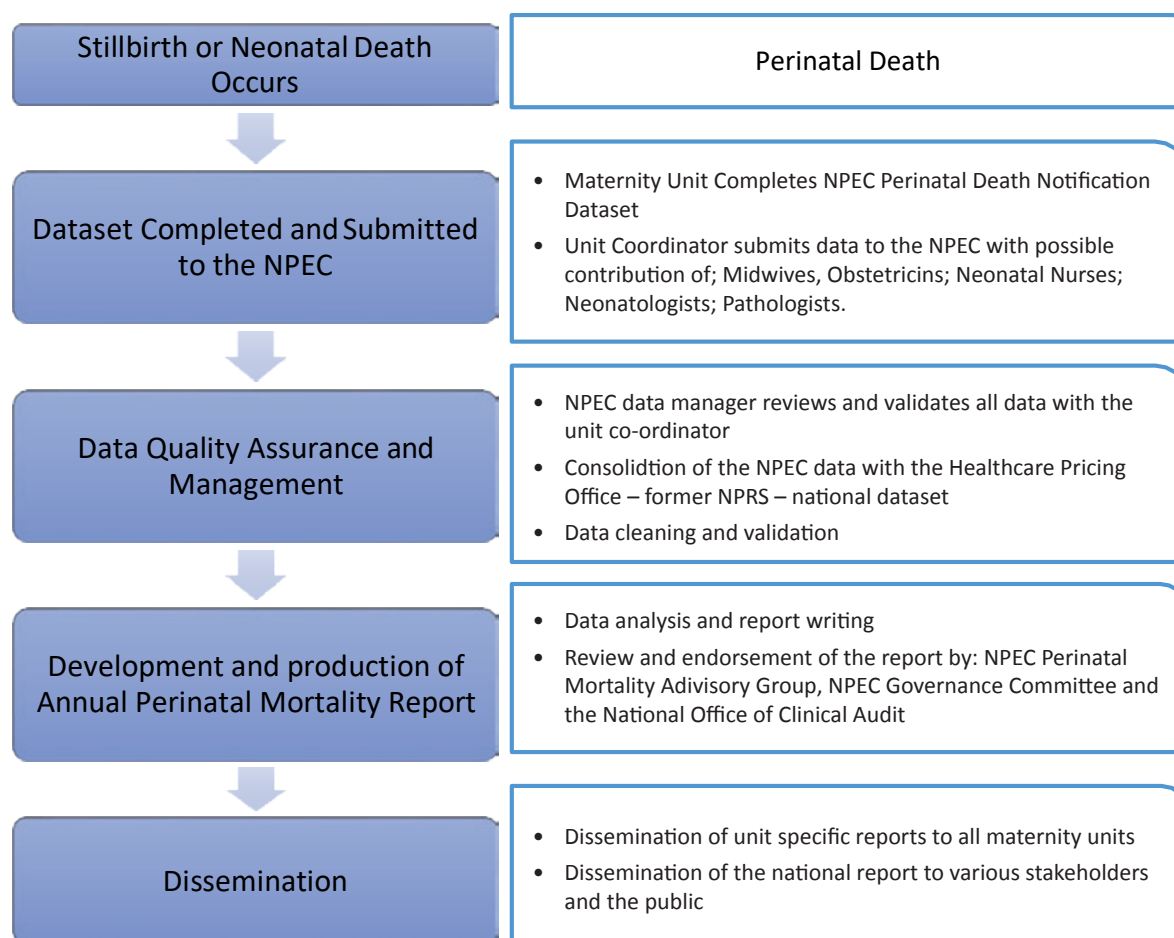 Stillbirth or Neonatal Death
Occurs
Perinatal Death
Dataset Completed and Submitted
to the NPEC
• Maternity Unit Completes NPEC Perinatal Death Notification
Dataset
• Unit Coordinator submits data to the NPEC with possible
contribution of; Midwives, Obstetricins; Neonatal Nurses;
Neonatologists; Pathologists.
Data Quality Assurance and
Management
• NPEC data manager reviews and validates all data with the
unit co-ordinator
• Consolidtion of the NPEC data with the Healthcare Pricing
Office – former NPRS – national dataset
• Data cleaning and validation
Development and production of
Annual Perinatal Mortality Report
• Data analysis and report writing
• Review and endorsement of the report by: NPEC Perinatal
Mortality Adivisory Group, NPEC Governance Committee and
the National Office of Clinical Audit
Dissemination
• Dissemination of unit specific reports to all maternity units
• Dissemination of the national report to various stakeholders
and the public